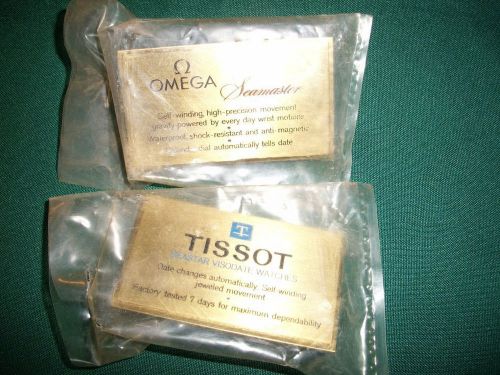 Ω
OMEGA Seamaster
Self-winding, high-precision movement
gravity-powered by every day wrist motions
*
Waterproof, shock-resistant and anti-magnetic
*
dial automatically tells date
T
TISSOT
SEASTAR VISODATE WATCHES
Date changes automatically. Self winding
jeweled movement
*
Factory tested 7 days for maximum dependability